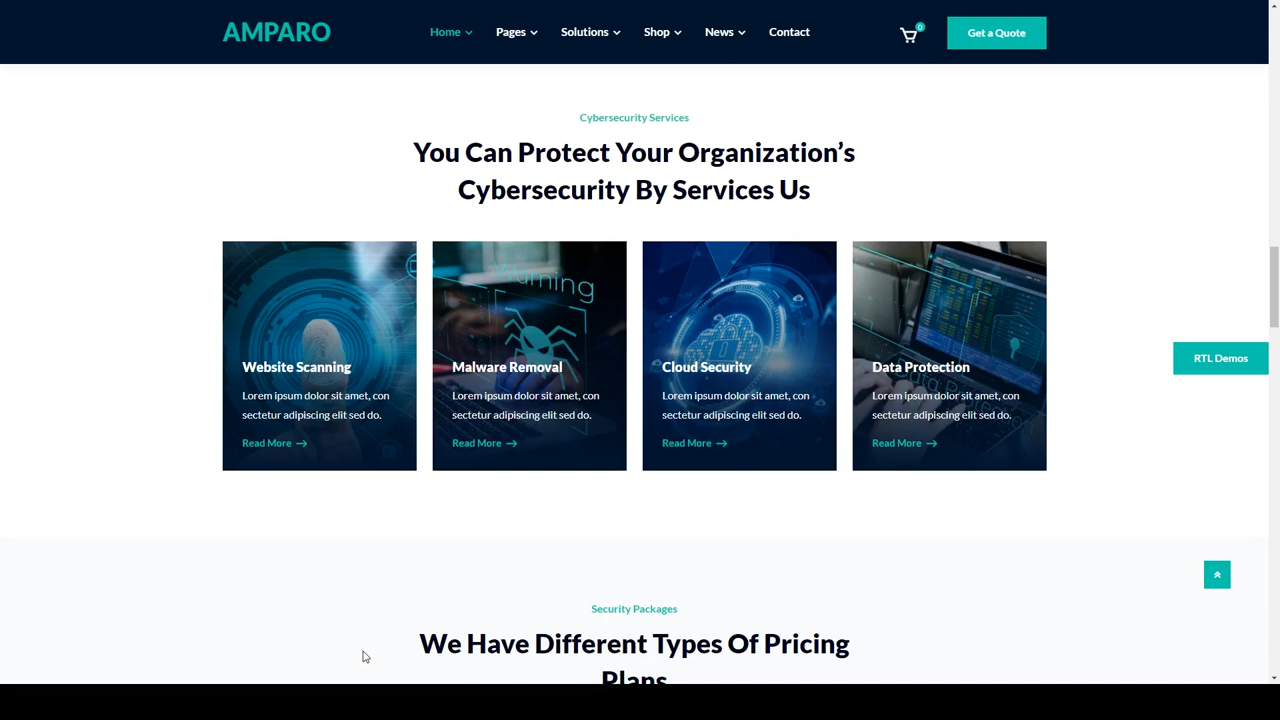 AMPARO
Home Pages Solutions Shop News Contact
0
Get a Quote
Cybersecurity Services
You Can Protect Your Organization’s
Cybersecurity By Services Us
Warning
Website Scanning
Lorem ipsum dolor sit amet, con
sectetur adipiscing elit sed do.
Read More
Malware Removal
Lorem ipsum dolor sit amet, con
sectetur adipiscing elit sed do.
Read More
Cloud Security
Lorem ipsum dolor sit amet, con
sectetur adipiscing elit sed do.
Read More
Data Protection
Lorem ipsum dolor sit amet, con
sectetur adipiscing elit sed do.
Read More
RTL Demos
Security Packages
We Have Different Types Of Pricing
Plans